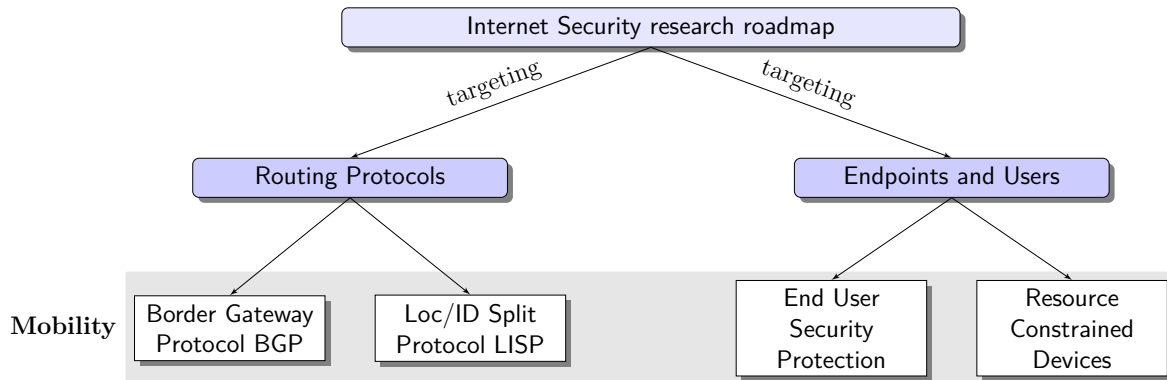 Internet Security research roadmap
targeting
targeting
Routing Protocols
Endpoints and Users
Mobility
Border Gateway
Protocol BGP
Loc/ID Split
Protocol LISP
End User
Security
Protection
Resource
Constrained
Devices